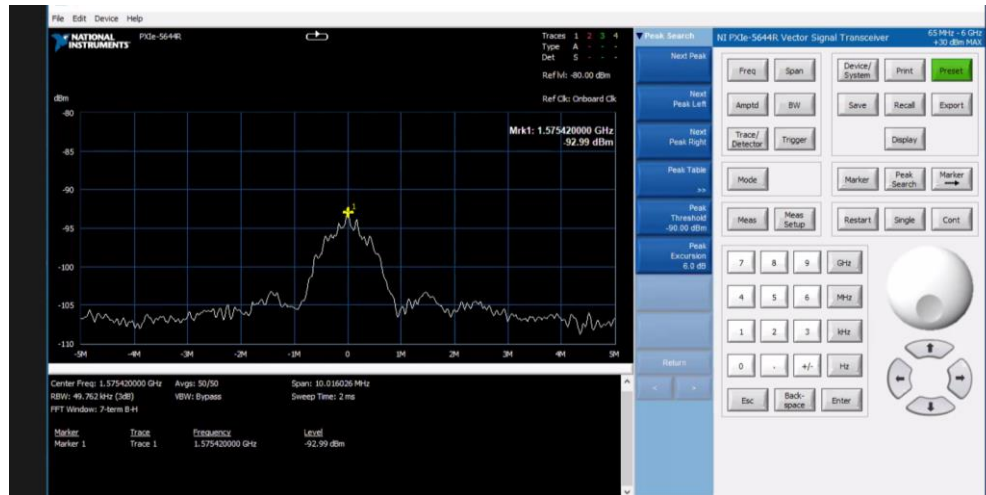 File Edit Device Help
NATIONAL INSTRUMENTS™ PXIe-5644R
Traces 1 2 3 4
Type A - - -
Det S - - -
Ref lvl: -80.00 dBm
dBm
Ref Clk: Onboard Clk
Mrk1: 1.575420000 GHz
-92.99 dBm
1
-80
-85
-90
-95
-100
-105
-110
-5M -4M -3M -2M -1M 0 1M 2M 3M 4M 5M
Center Freq: 1.575420000 GHz Avgs: 50/50 Span: 10.016026 MHz
RBW: 49.762 kHz (3dB) VBW: Bypass Sweep Time: 2 ms
FFT Window: 7-term B-H
Marker Trace Frequency Level
Marker 1 Trace 1 1.575420000 GHz -92.99 dBm
Peak Search
Next Peak
Next
Peak Left
Next
Peak Right
Peak Table
>>
Peak
Threshold
-90.00 dBm
Peak
Excursion
6.0 dB
Return
< >
NI PXIe-5644R Vector Signal Transceiver
65 MHz - 6 GHz
+30 dBm MAX
Freq Span Device/System Print Preset
Amptd BW Save Recall Export
Trace/Detector Trigger Display
Mode Marker Peak Search Marker →
Meas Meas Setup Restart Single Cont
7 8 9 GHz
4 5 6 MHz
1 2 3 kHz
0 . +/- Hz
Esc Back-space Enter